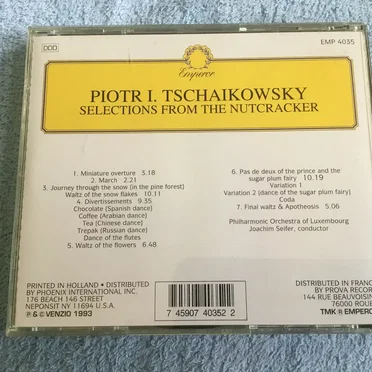 DDD
EMP 4035
Emperor
PIOTR I. TSCHAIKOWSKY
SELECTIONS FROM THE NUTCRACKER
1. Miniature overture 3.18
2. March 2.21
3. Journey through the snow (in the pine forest)
Waltz of the snow flakes 10.11
4. Divertissements 9.35
Chocolate (Spanish dance)
Coffee (Arabian dance)
Tea (Chinese dance)
Trepak (Russian dance)
Dance of the flutes
5. Waltz of the flowers 6.48
6. Pas de deux of the prince and the
sugar plum fairy 10.19
Variation 1
Variation 2 (dance of the sugar plum fairy)
Coda
7. Final waltz & Apotheosis 5.06
Philharmonic Orchestra of Luxembourg
Joachim Seifer, conductor
PRINTED IN HOLLAND • DISTRIBUTED
BY PHOENIX INTERNATIONAL INC.
176 BEACH 146 STREET
NEPONSIT NY 11694 U.S.A.
℗ & © VENZIO 1993
7 45907 40352 2
DISTRIBUTED IN FRANC
BY PROVA RECOR
144 RUE BEAUVOISIN
76000 ROUE
TMK ® EMPERO